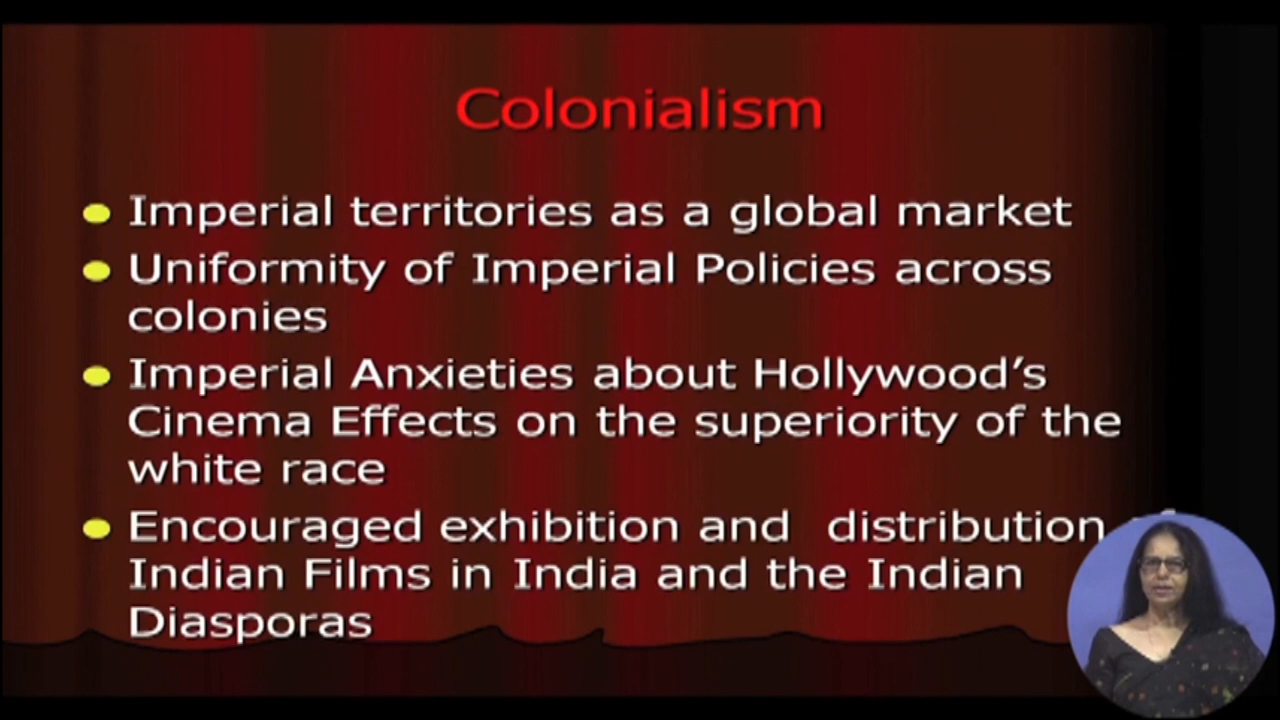 Colonialism
Imperial territories as a global market
Uniformity of Imperial Policies across
colonies
Imperial Anxieties about Hollywood's
Cinema Effects on the superiority of the
white race
Encouraged exhibition and distribution
Indian Films in India and the Indian
Diasporas